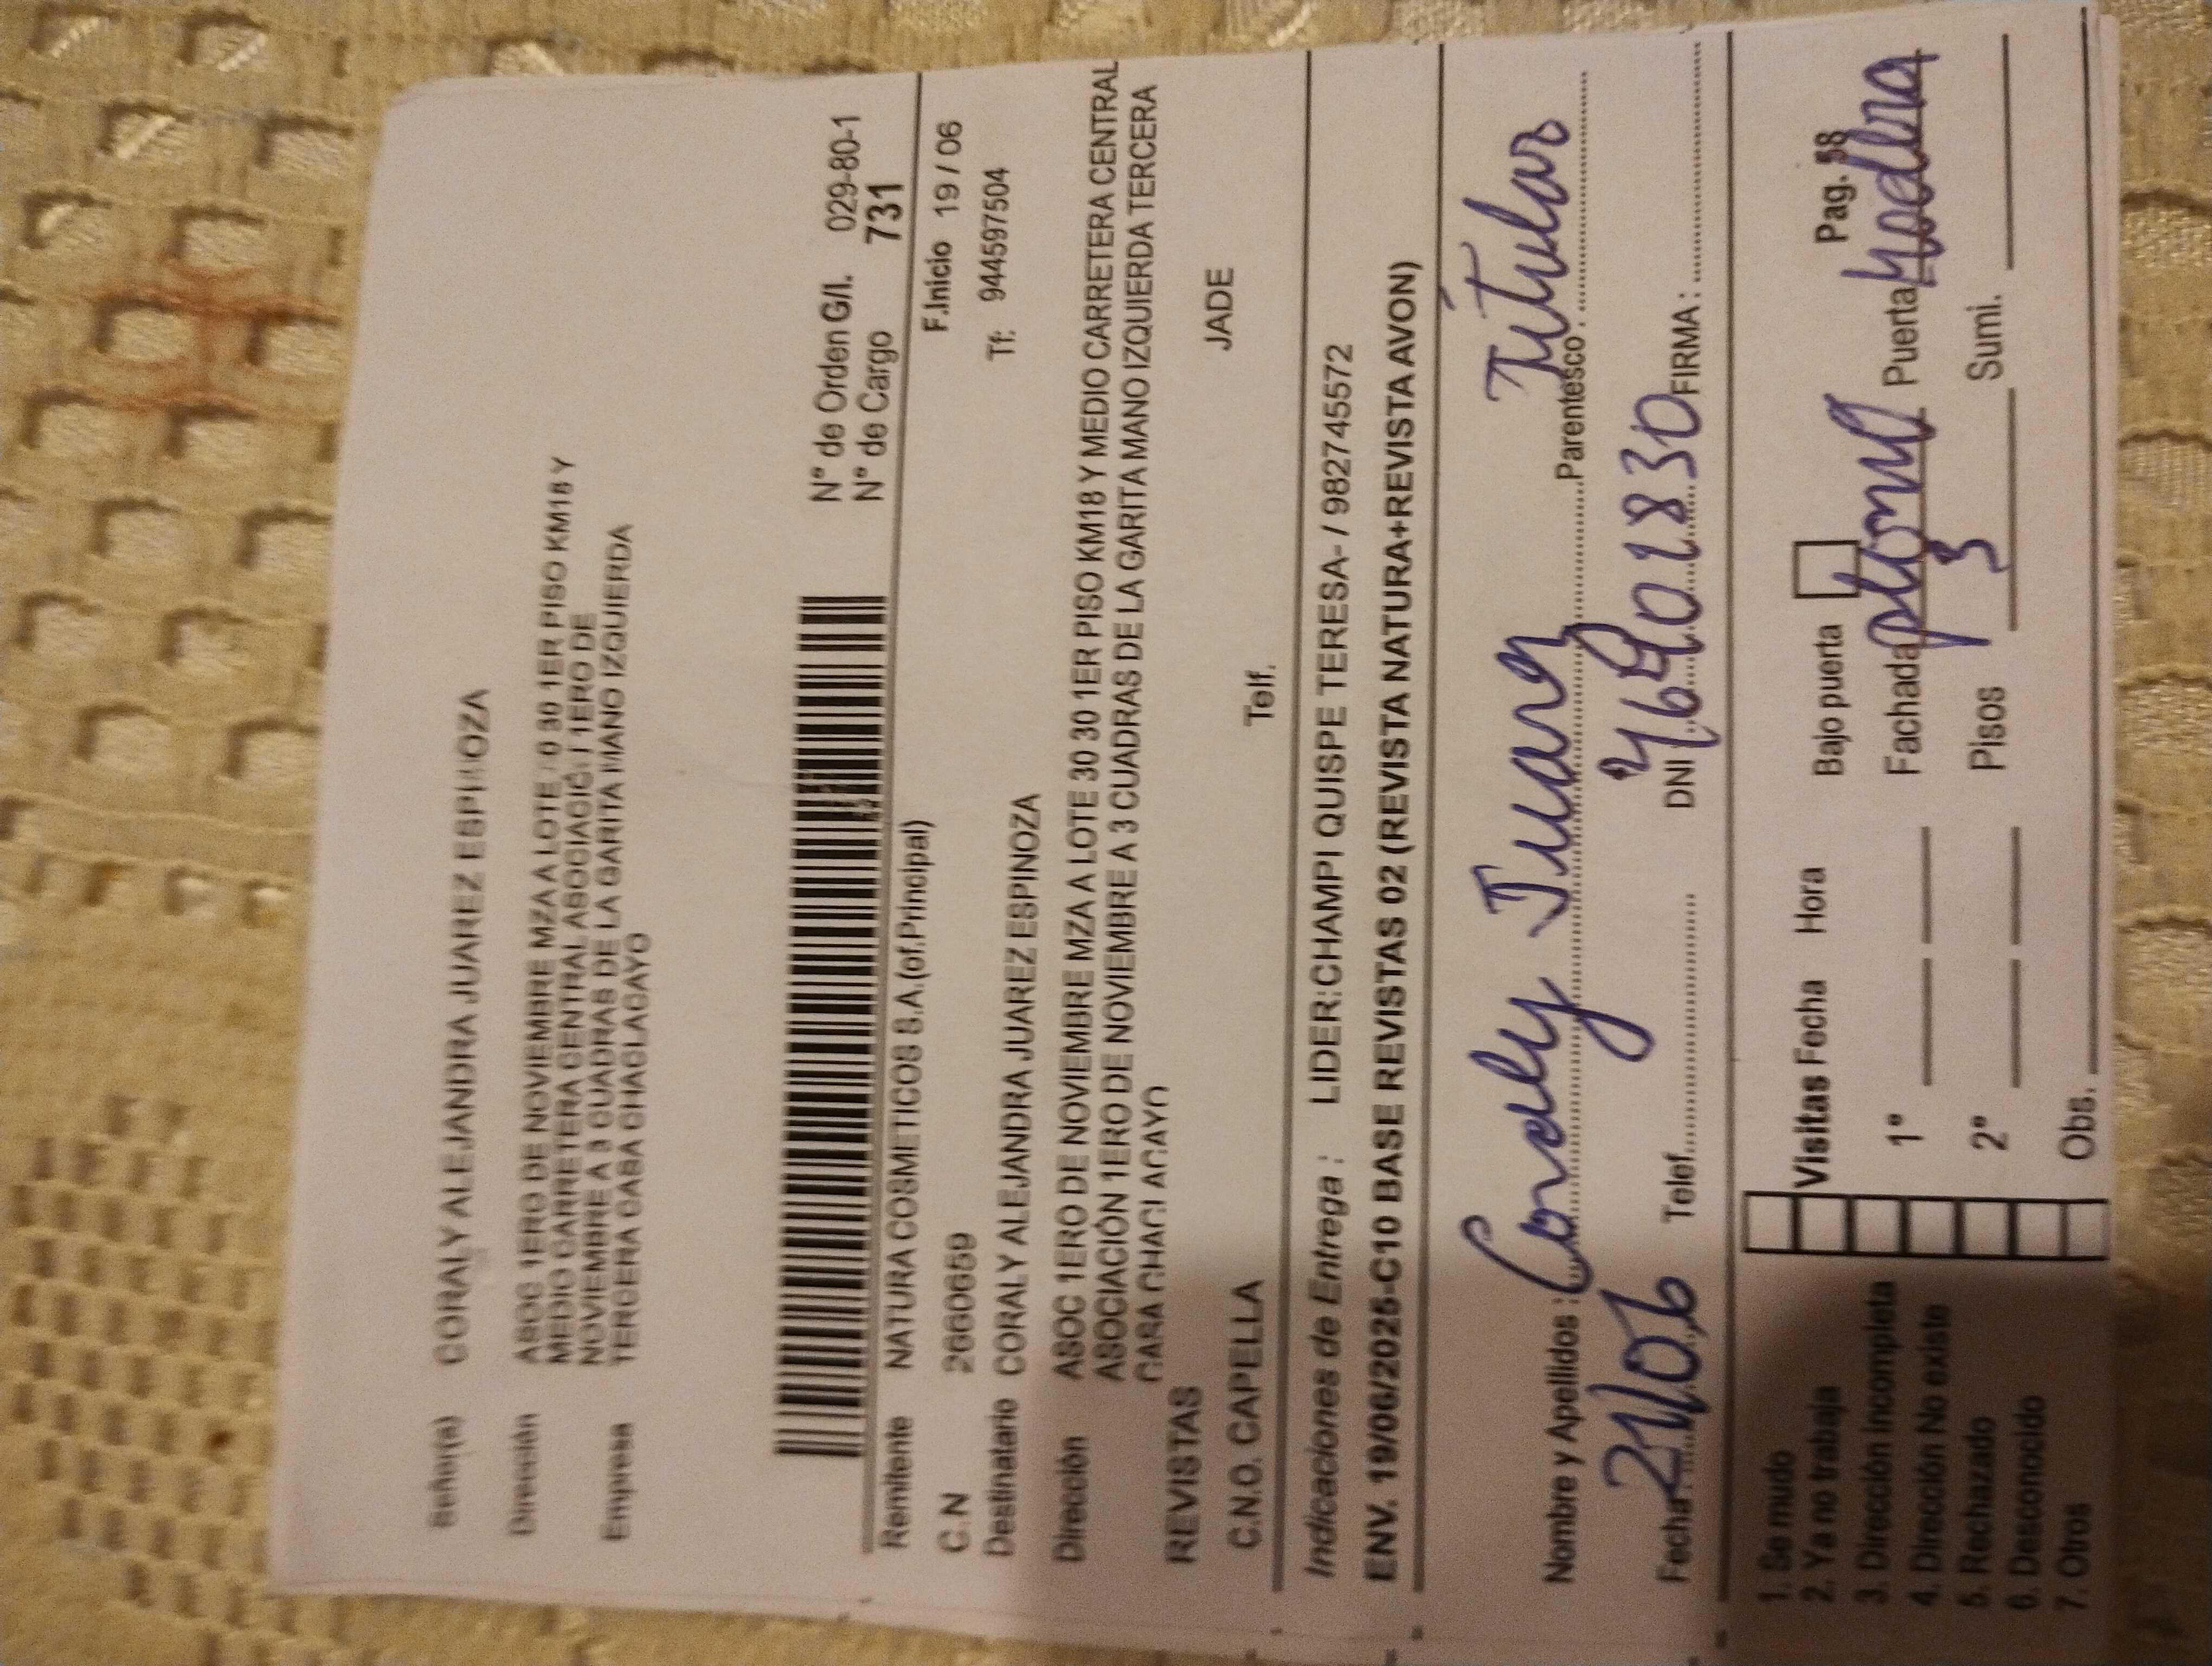 Señor(a) CORALY ALEJANDRA JUAREZ ESPINOZA
Dirección ASOC 1ERO DE NOVIEMBRE MZA A LOTE 30 30 1ER PISO KM18 Y
MEDIO CARRETERA CENTRAL ASOCIACIÓN 1ERO DE
NOVIEMBRE A 3 CUADRAS DE LA GARITA MANO IZQUIERDA
Empresa TERCERA CASA CHACLACAYO
N° de Orden G/I. 029-80-1
N° de Cargo 731
Remitente NATURA COSMETICOS S.A.(of.Principal) F.Inicio 19 / 06
C.N 2660659
Destinatario CORALY ALEJANDRA JUAREZ ESPINOZA Tf: 944597504
Dirección ASOC 1ERO DE NOVIEMBRE MZA A LOTE 30 30 1ER PISO KM18 Y MEDIO CARRETERA CENTRAL
ASOCIACIÓN 1ERO DE NOVIEMBRE A 3 CUADRAS DE LA GARITA MANO IZQUIERDA TERCERA
CASA CHACLACAYO
REVISTAS
C.N.O. CAPELLA Telf. JADE
Indicaciones de Entrega : LIDER:CHAMPI QUISPE TERESA- / 982745572
ENV. 19/06/2025-C10 BASE REVISTAS 02 (REVISTA NATURA+REVISTA AVON)
Nombre y Apellidos : Coraly Juarez Parentesco : Titular
Fecha: 21/06 Telef. DNI FIRMA :
1. Se mudo Visitas Fecha Hora Bajo puerta Pag. 58
2. Ya no trabaja
3. Dirección incompleta 1° Fachada plomo Puerta Madera
4. Dirección No existe
5. Rechazado 2° Pisos 3 Sumi.
6. Desconocido
7. Otros Obs.